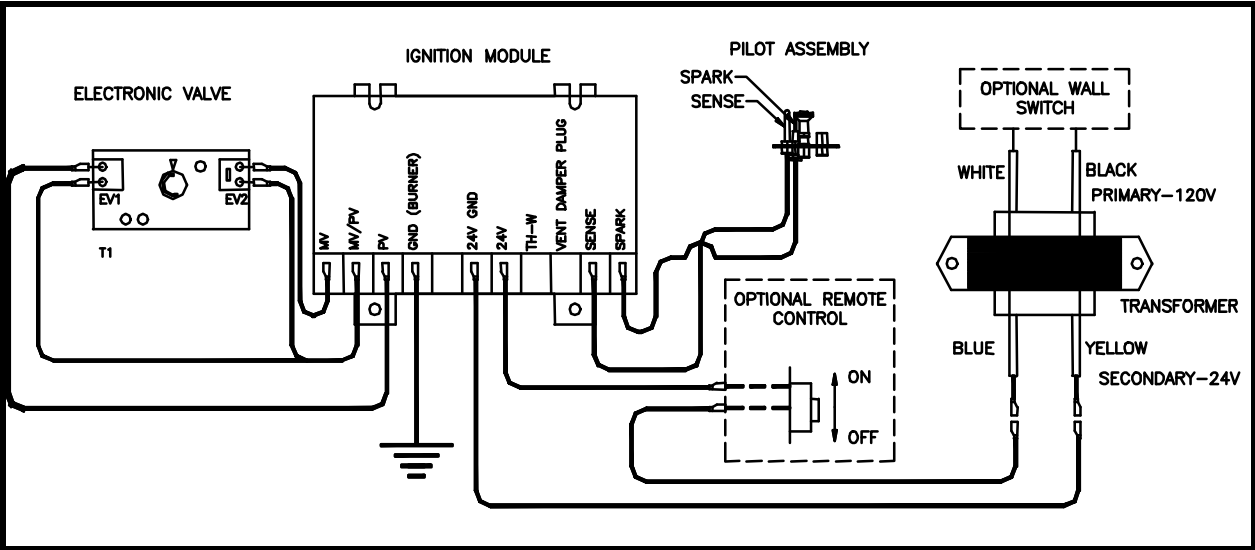 IGNITION MODULE
PILOT ASSEMBLY
SPARK
SENSE
ELECTRONIC VALVE
OPTIONAL WALL
SWITCH
WHITE
BLACK
PRIMARY-120V
EV1
EV2
T1
MV
MV/PV
PV
GND (BURNER)
24V GND
24V
TH-W
VENT DAMPER PLUG
SENSE
SPARK
OPTIONAL REMOTE
CONTROL
TRANSFORMER
BLUE
YELLOW
SECONDARY-24V
ON
OFF